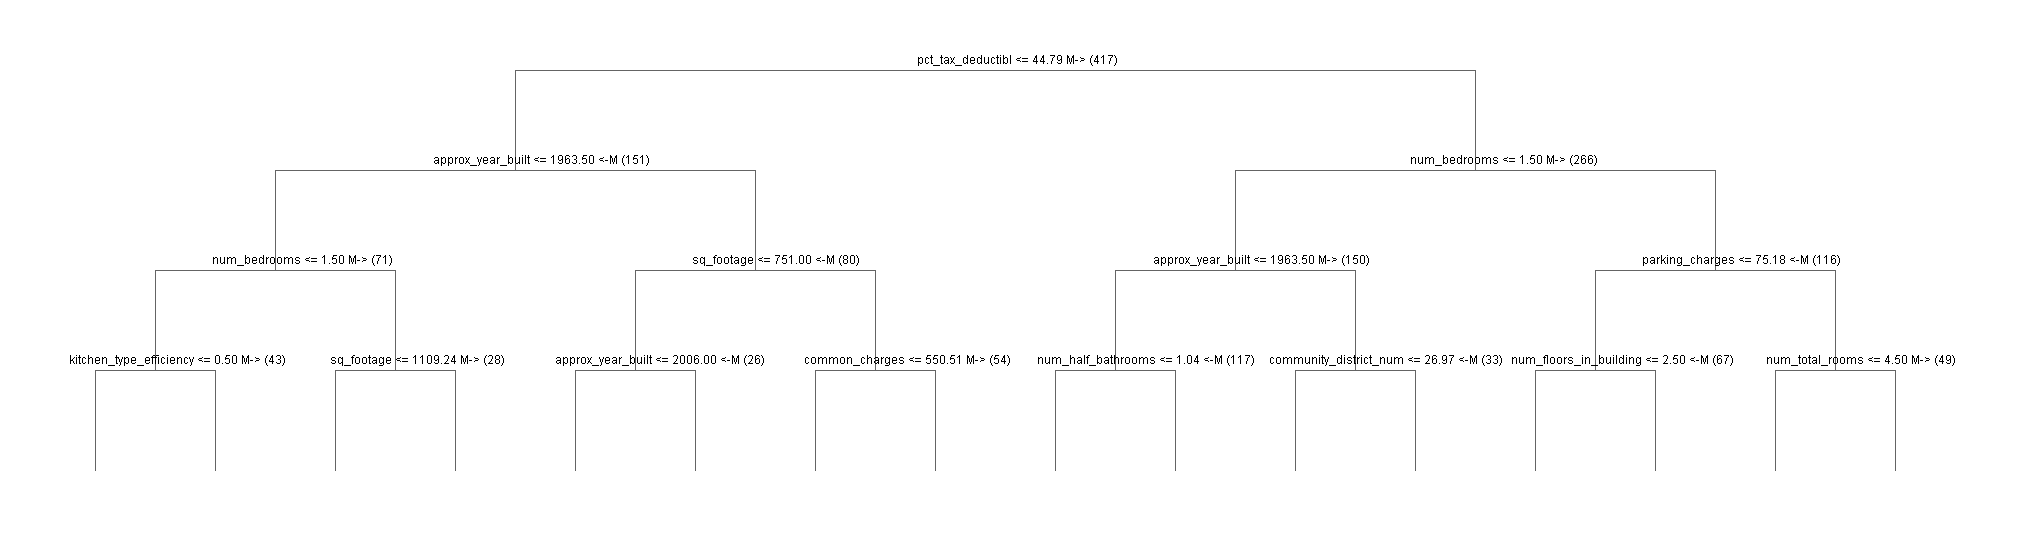 pct_tax_deductibl <= 44.79 M-> (417)
approx_year_built <= 1963.50 <-M (151)
num_bedrooms <= 1.50 M-> (266)
num_bedrooms <= 1.50 M-> (71)
sq_footage <= 751.00 <-M (80)
approx_year_built <= 1963.50 M-> (150)
parking_charges <= 75.18 <-M (116)
kitchen_type_efficiency <= 0.50 M-> (43)
sq_footage <= 1109.24 M-> (28)
approx_year_built <= 2006.00 <-M (26)
common_charges <= 550.51 M-> (54)
num_half_bathrooms <= 1.04 <-M (117)
community_district_num <= 26.97 <-M (33)
num_floors_in_building <= 2.50 <-M (67)
num_total_rooms <= 4.50 M-> (49)